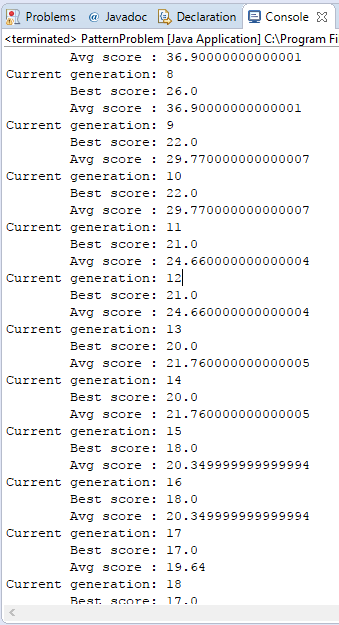 Problems @ Javadoc Declaration Console
<terminated> PatternProblem [Java Application] C:\Program Fi
Avg score : 36.90000000000001
Current generation: 8
Best score: 26.0
Avg score : 36.90000000000001
Current generation: 9
Best score: 22.0
Avg score : 29.770000000000007
Current generation: 10
Best score: 22.0
Avg score : 29.770000000000007
Current generation: 11
Best score: 21.0
Avg score : 24.660000000000004
Current generation: 12
Best score: 21.0
Avg score : 24.660000000000004
Current generation: 13
Best score: 20.0
Avg score : 21.760000000000005
Current generation: 14
Best score: 20.0
Avg score : 21.760000000000005
Current generation: 15
Best score: 18.0
Avg score : 20.349999999999994
Current generation: 16
Best score: 18.0
Avg score : 20.349999999999994
Current generation: 17
Best score: 17.0
Avg score : 19.64
Current generation: 18
Best score: 17.0